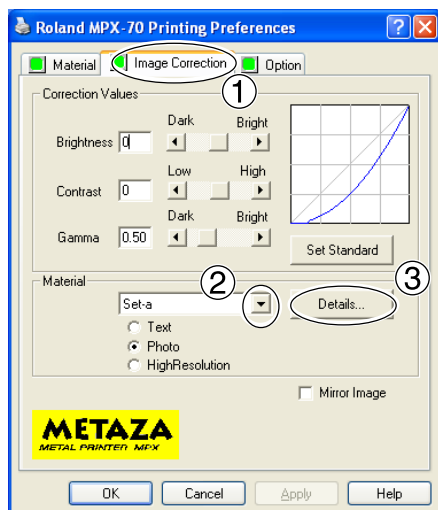 Roland MPX-70 Printing Preferences
Material Image Correction Option
1
Correction Values
Dark Bright
Brightness 0
Low High
Contrast 0
Dark Bright
Gamma 0.50
Set Standard
Material
2 3
Set-a Details...
Text
Photo
HighResolution
Mirror Image
METAZA
METAL PRINTER MPX
OK Cancel Apply Help